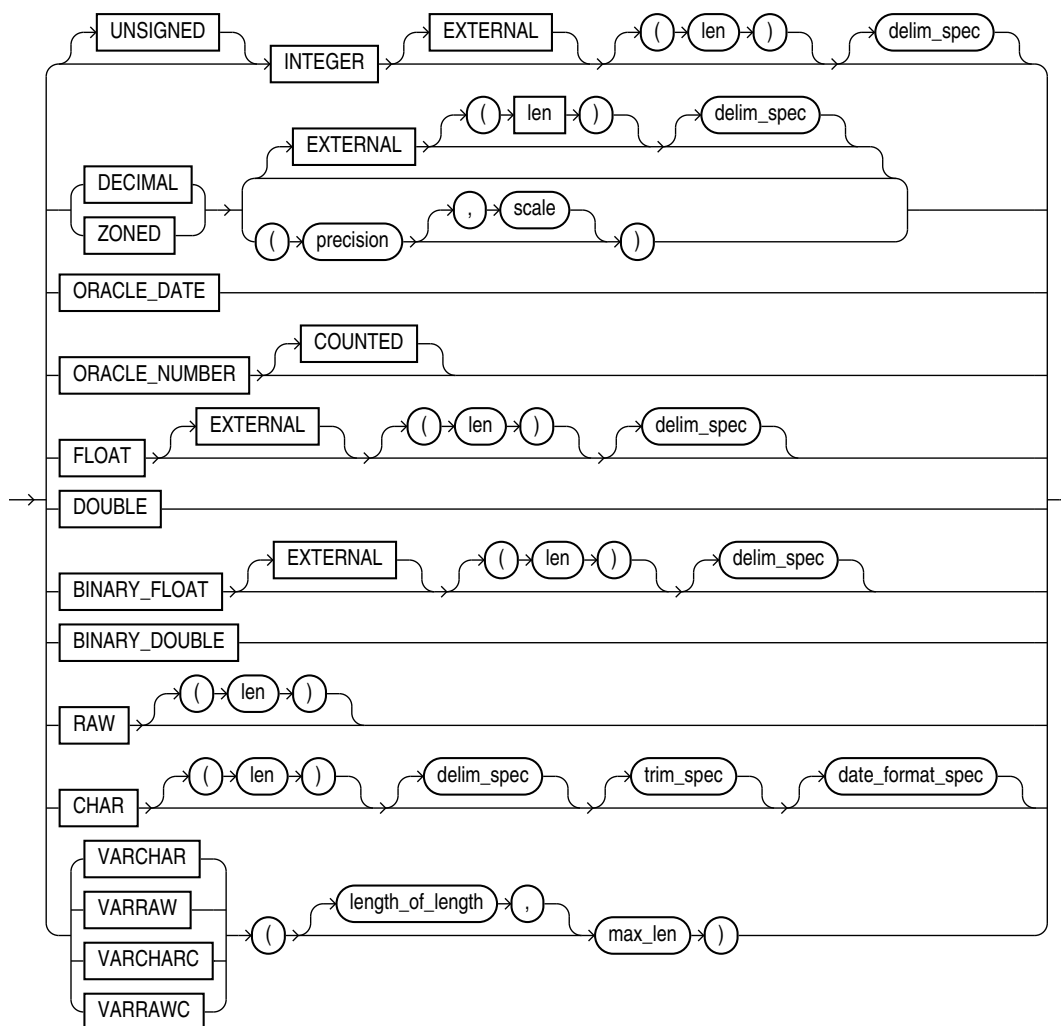 UNSIGNED EXTERNAL ( len ) delim_spec
INTEGER
( len ) delim_spec
EXTERNAL
DECIMAL
ZONED
( precision , scale )
ORACLE_DATE
COUNTED
ORACLE_NUMBER
EXTERNAL ( len ) delim_spec
FLOAT
DOUBLE
EXTERNAL ( len ) delim_spec
BINARY_FLOAT
BINARY_DOUBLE
( len )
RAW
( len ) delim_spec trim_spec date_format_spec
CHAR
VARCHAR
VARRAW
VARCHARC
VARRAWC
( length_of_length , max_len )